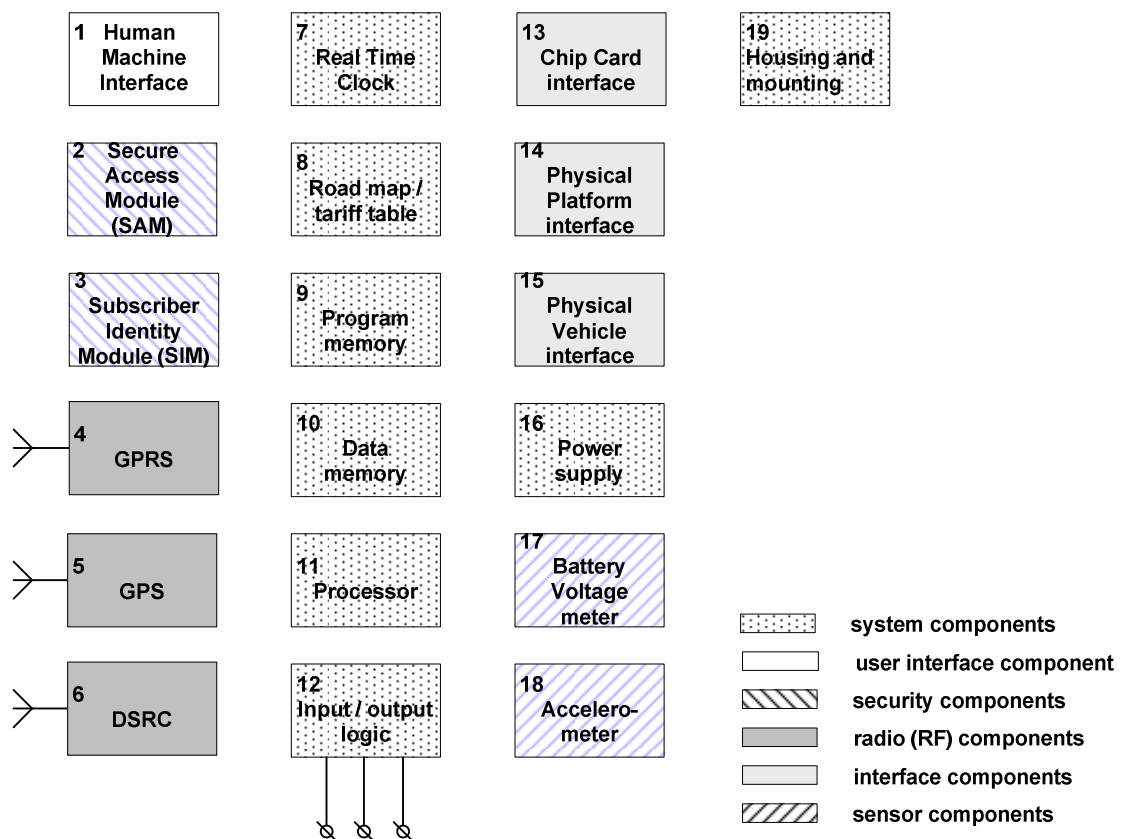 1 Human
Machine
Interface
2 Secure
Access
Module
(SAM)
3
Subscriber
Identity
Module (SIM)
4
GPRS
5
GPS
6
DSRC
7
Real Time
Clock
8
Road map /
tariff table
9
Program
memory
10
Data
memory
11
Processor
12
Input / output
logic
13
Chip Card
interface
14
Physical
Platform
interface
15
Physical
Vehicle
interface
16
Power
supply
17
Battery
Voltage
meter
18
Accelero-
meter
19
Housing and
mounting
system components
user interface component
security components
radio (RF) components
interface components
sensor components